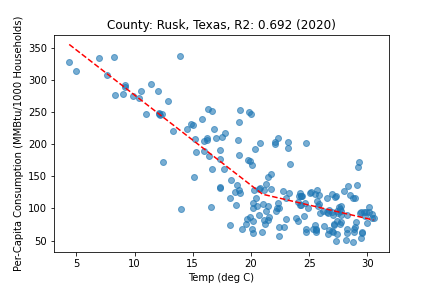 County: Rusk, Texas, R2: 0.692 (2020)
Per-Capita Consumption (MMBtu/1000 Households)
350
300
250
200
150
100
50
5 10 15 20 25 30
Temp (deg C)